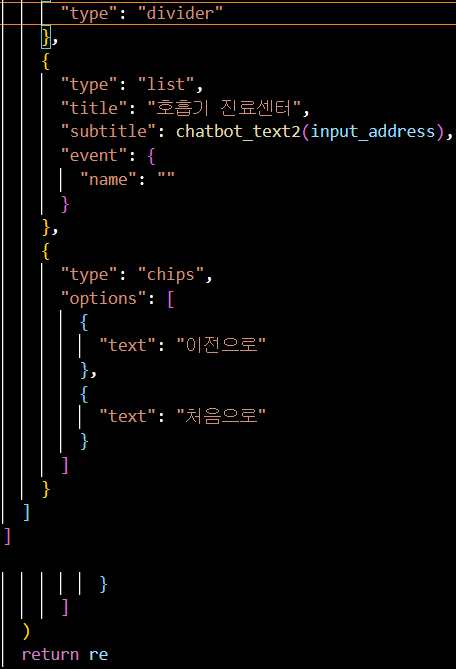 "type": "divider"
},
{
"type": "list",
"title": "호흡기 진료센터",
"subtitle": chatbot_text2(input_address),
"event": {
"name": ""
}
},
{
"type": "chips",
"options": [
{
"text": "이전으로"
},
{
"text": "처음으로"
}
]
}
]
]
}
]
)
return re